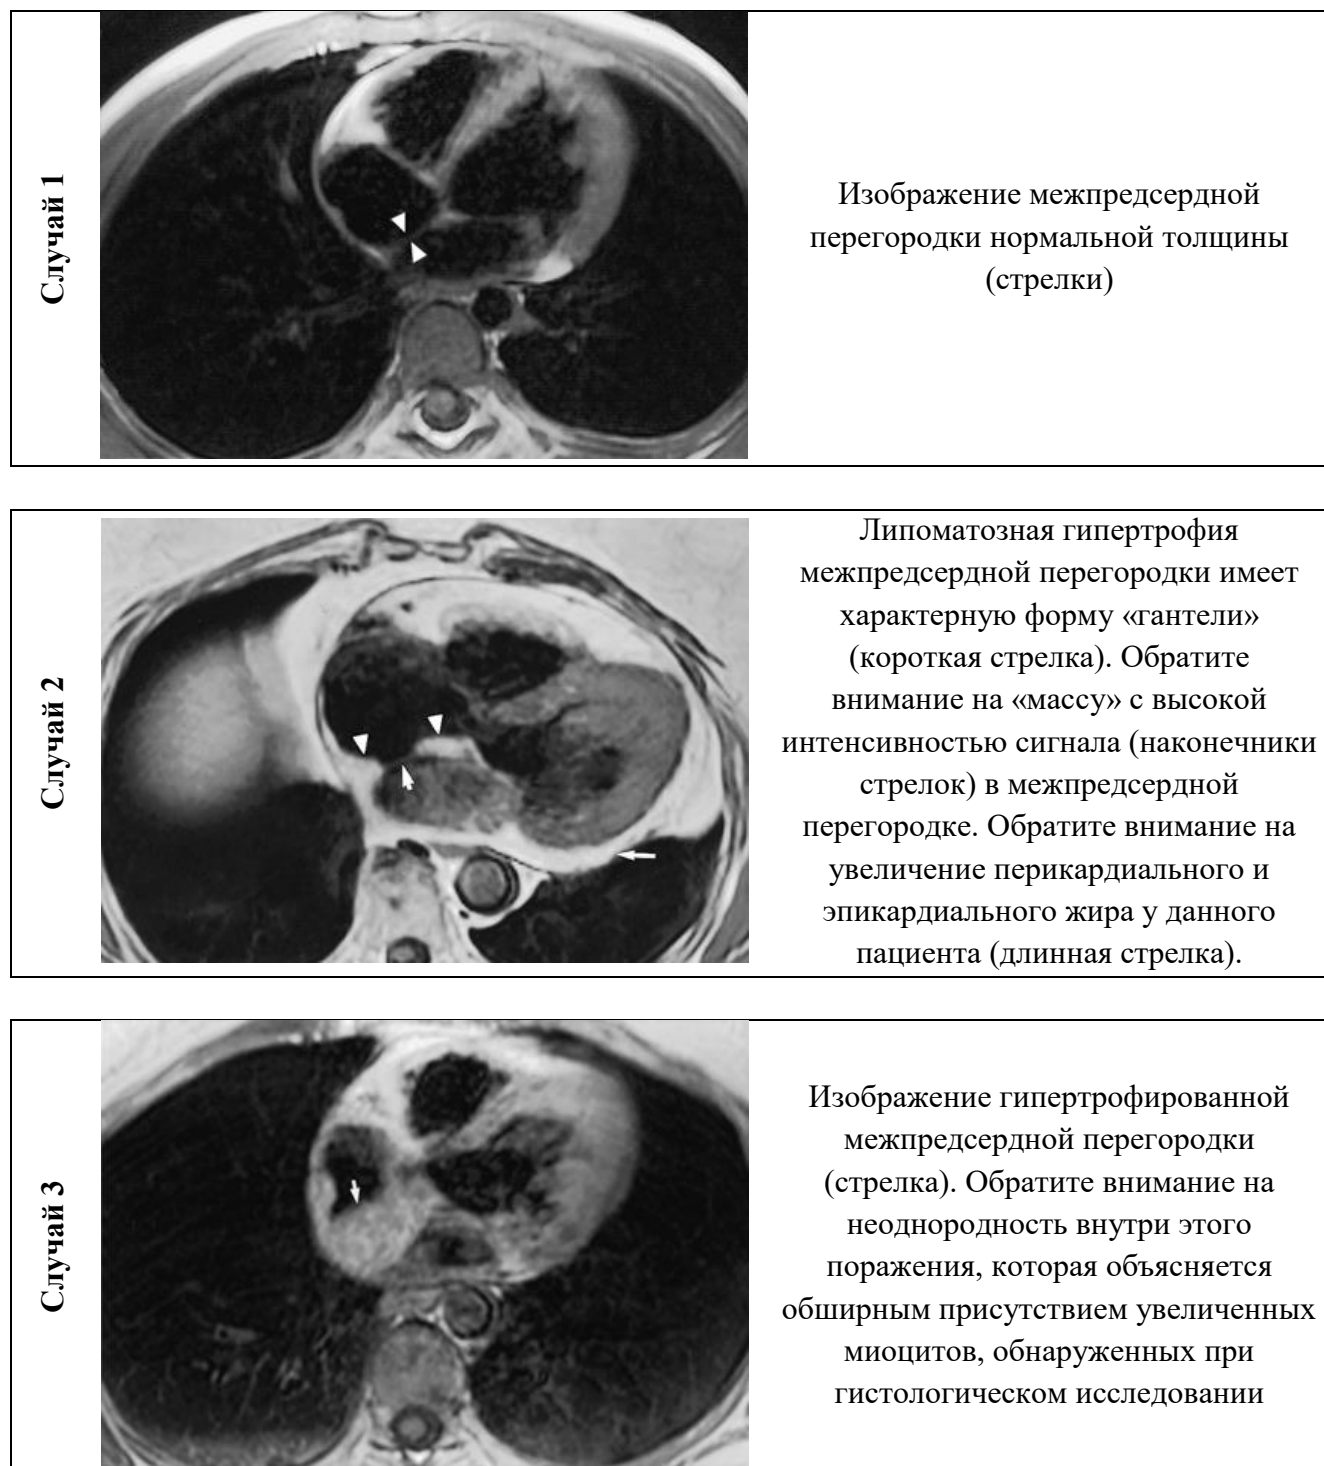 Случай 1
Изображение межпредсердной
перегородки нормальной толщины
(стрелки)
Случай 2
Липоматозная гипертрофия
межпредсердной перегородки имеет
характерную форму «гантели»
(короткая стрелка). Обратите
внимание на «массу» с высокой
интенсивностью сигнала (наконечники
стрелок) в межпредсердной
перегородке. Обратите внимание на
увеличение перикардиального и
эпикардиального жира у данного
пациента (длинная стрелка).
Случай 3
Изображение гипертрофированной
межпредсердной перегородки
(стрелка). Обратите внимание на
неоднородность внутри этого
поражения, которая объясняется
обширным присутствием увеличенных
миоцитов, обнаруженных при
гистологическом исследовании